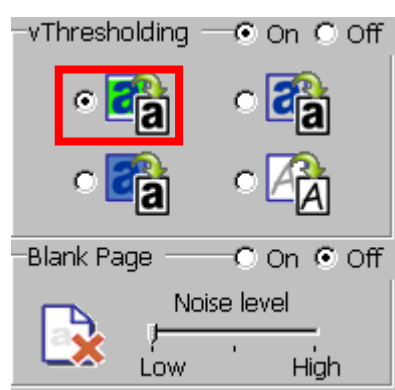 vThresholding On Off
a a a a
a a A A
Blank Page On Off
a Noise level
Low High